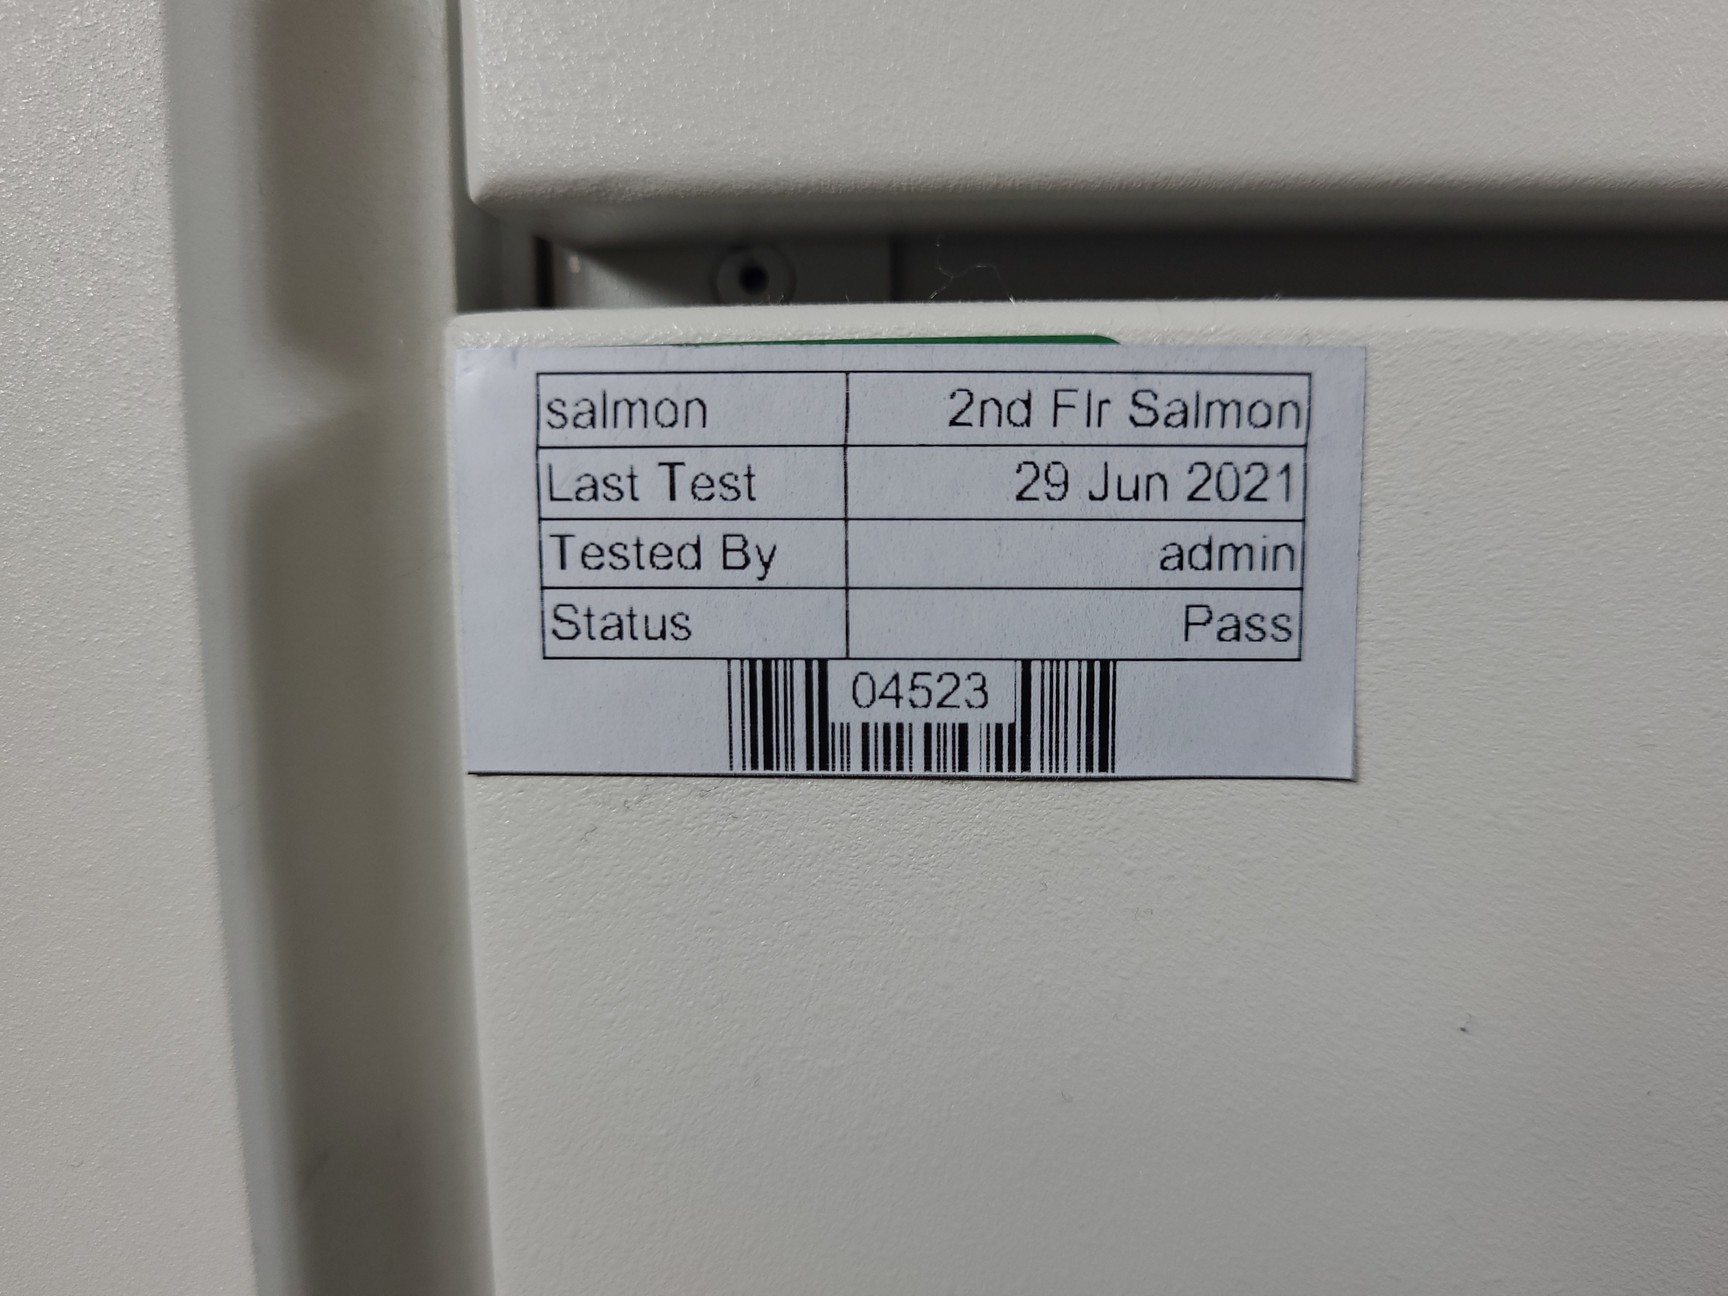 salmon 2nd Flr Salmon
Last Test 29 Jun 2021
Tested By admin
Status Pass
04523